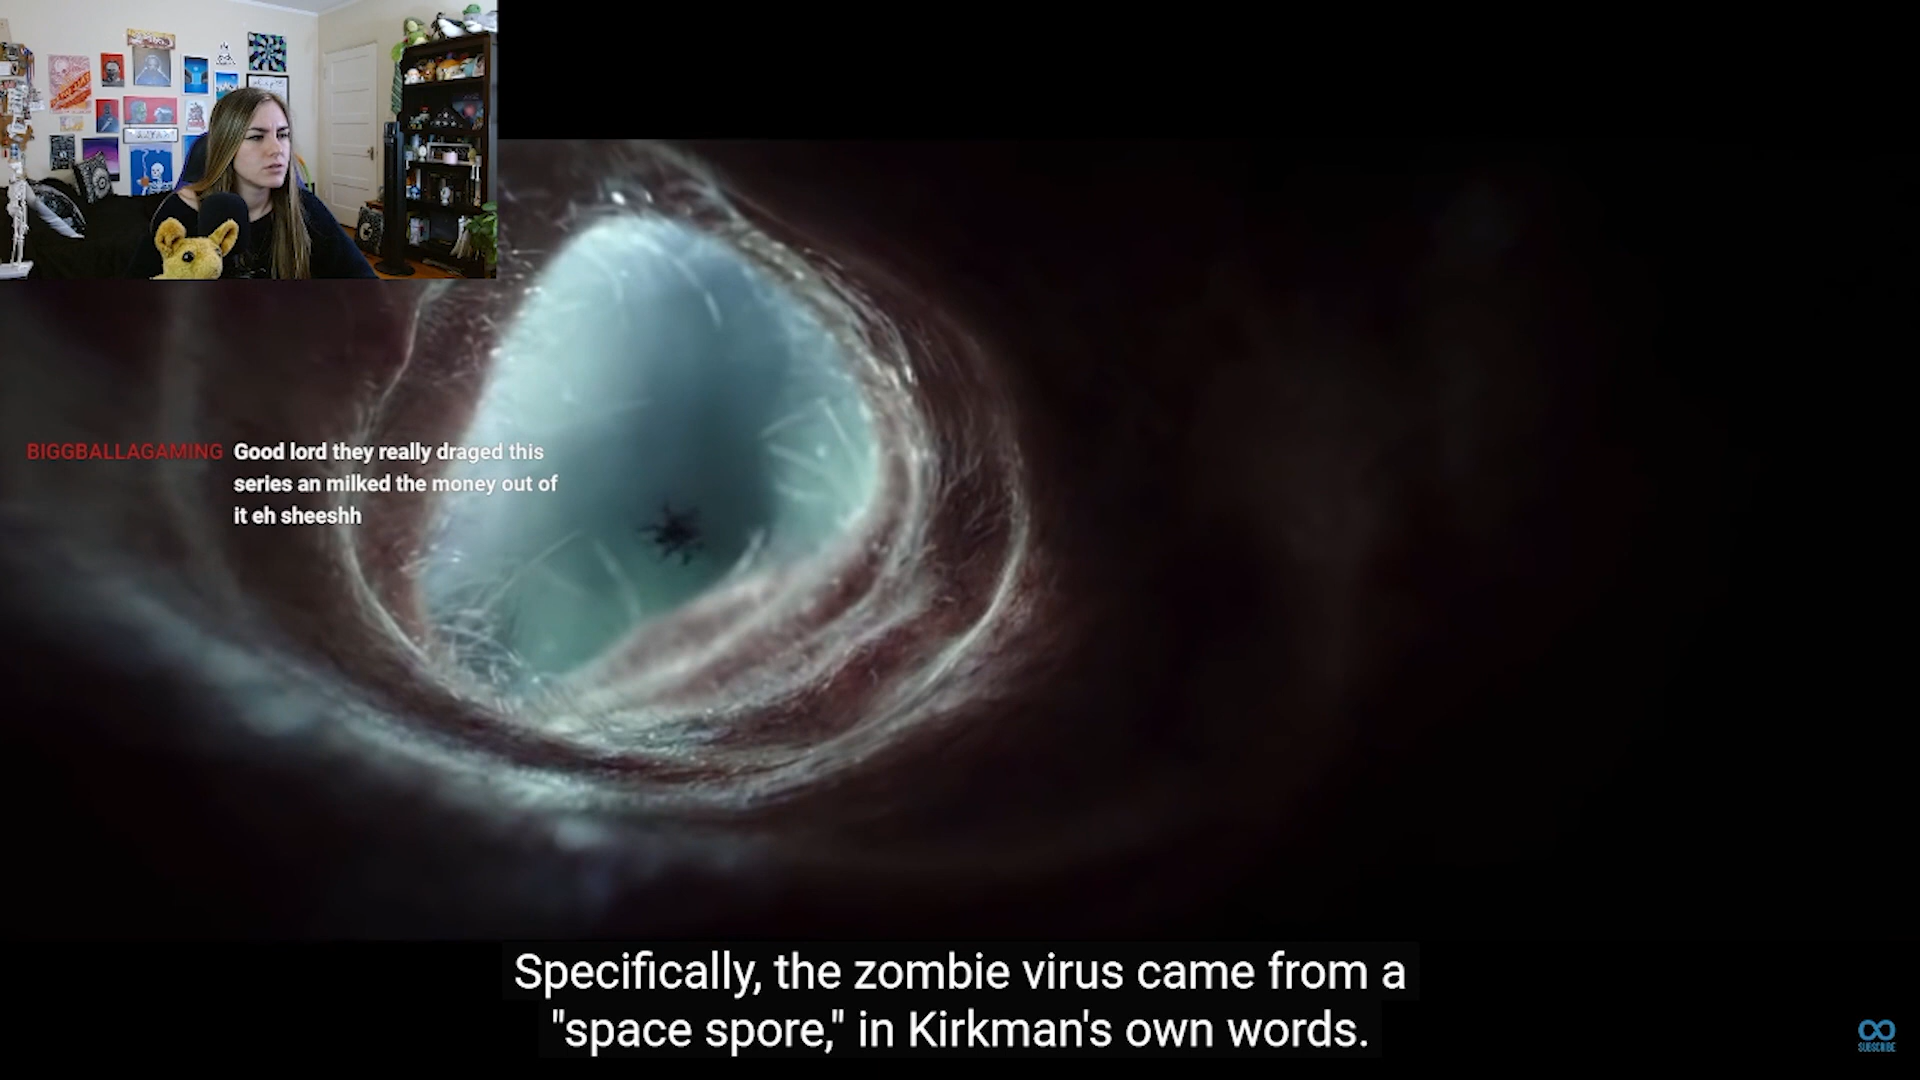 BIGGBALLAGAMING Good lord they really draged this
series an milked the money out of
it eh sheeshh
Specifically, the zombie virus came from a
"space spore," in Kirkman's own words.
SUBSCRIBE